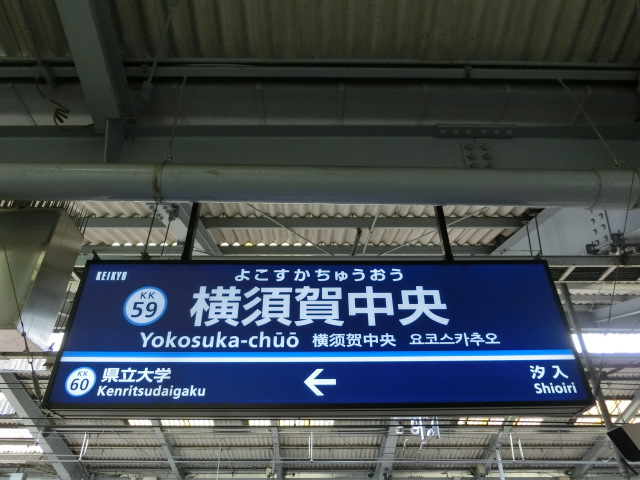 よこすかちゅうおう
KEIKYU
KK
59
横須賀中央
Yokosuka-chūō 横须贺中央 요코스카추오
KK
60
県立大学
Kenritsudaigaku
←
汐入
Shioiri